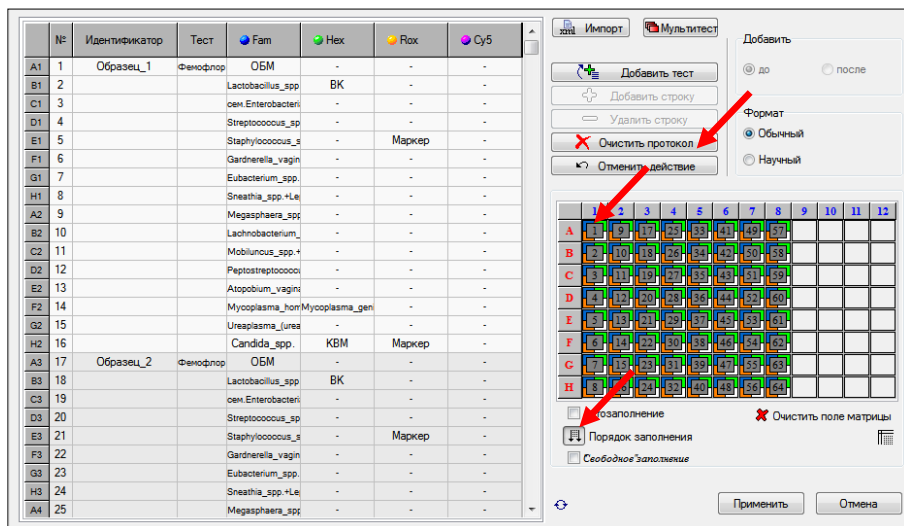 № Идентификатор Тест Fam Hex Rox Cy5
A1 1 Образец_1 Фемофлор ОБМ - - -
B1 2 Lactobacillus_spp ВК - -
C1 3 сем.Enterobacteri - - -
D1 4 Streptococcus_sp - - -
E1 5 Staphylococcus_s - Маркер -
F1 6 Gardnerella_vagin - - -
G1 7 Eubacterium_spp. - - -
H1 8 Sneathia_spp.+Le - - -
A2 9 Megasphaera_spp - - -
B2 10 Lachnobacterium_ - - -
C2 11 Mobiluncus_spp.+ - - -
D2 12 Peptostreptococo - - -
E2 13 Atopobium_vagina - - -
F2 14 Mycoplasma_hom Mycoplasma_gen - -
G2 15 Ureaplasma_(urea - - -
H2 16 Candida_spp. КВМ Маркер -
A3 17 Образец_2 Фемофлор ОБМ - - -
B3 18 Lactobacillus_spp ВК - -
C3 19 сем.Enterobacteri - - -
D3 20 Streptococcus_sp - - -
E3 21 Staphylococcus_s - Маркер -
F3 22 Gardnerella_vagin - - -
G3 23 Eubacterium_spp. - - -
H3 24 Sneathia_spp.+Le - - -
A4 25 Megasphaera_spp - - -
xml Импорт Мультитест
Добавить
до после
Добавить тест
Добавить строку
Удалить строку
Очистить протокол
Отменить действие
Формат
Обычный
Научный
1 2 3 4 5 6 7 8 9 10 11 12
A 1 9 17 25 33 41 49 57
B 2 10 18 26 34 42 50 58
C 3 11 19 27 35 43 51 59
D 4 12 20 28 36 44 52 60
E 5 13 21 29 37 45 53 61
F 6 14 22 30 38 46 54 62
G 7 15 23 31 39 47 55 63
H 8 24 32 40 48 56 64
Очистить поле матрицы
Порядок заполнения
Свободное заполнение
Применить Отмена